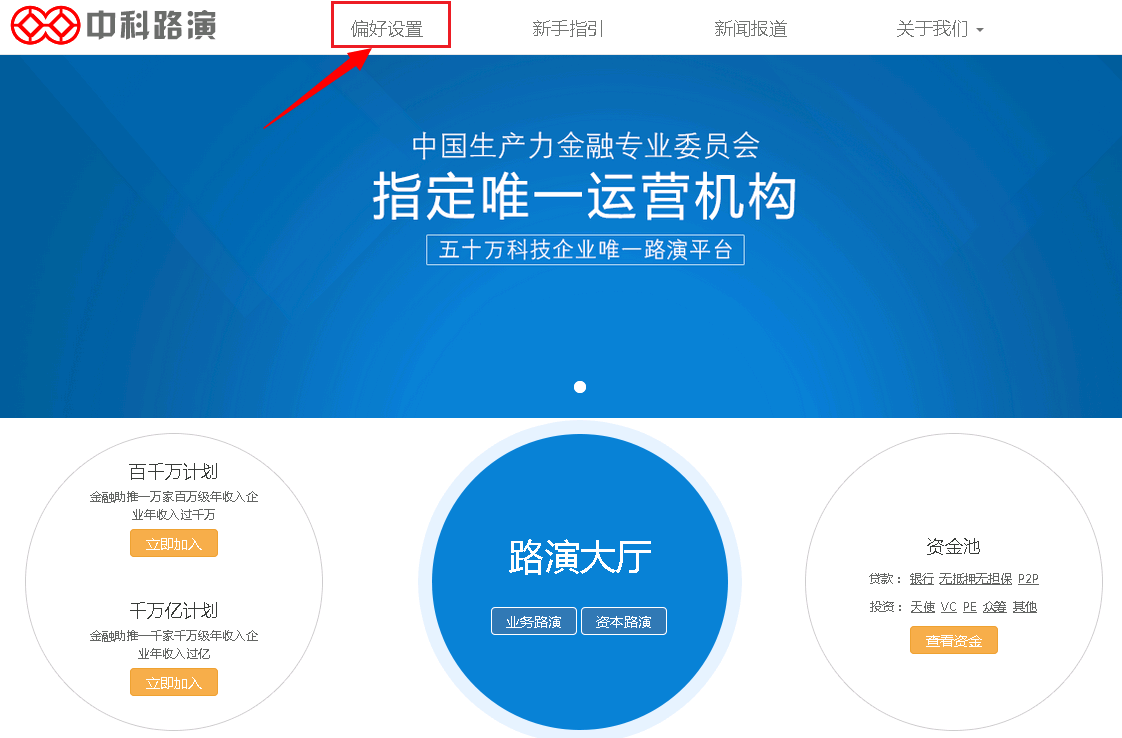 中科路演
偏好设置
新手指引
新闻报道
关于我们
中国生产力金融专业委员会
指定唯一运营机构
五十万科技企业唯一路演平台
百千万计划
金融助推一万家百万级年收入企
业年收入过千万
立即加入
千万亿计划
金融助推一千家千万级年收入企
业年收入过亿
立即加入
路演大厅
业务路演
资本路演
资金池
贷款： 银行 无抵押无担保 P2P
投资： 天使 VC PE 众筹 其他
查看资金